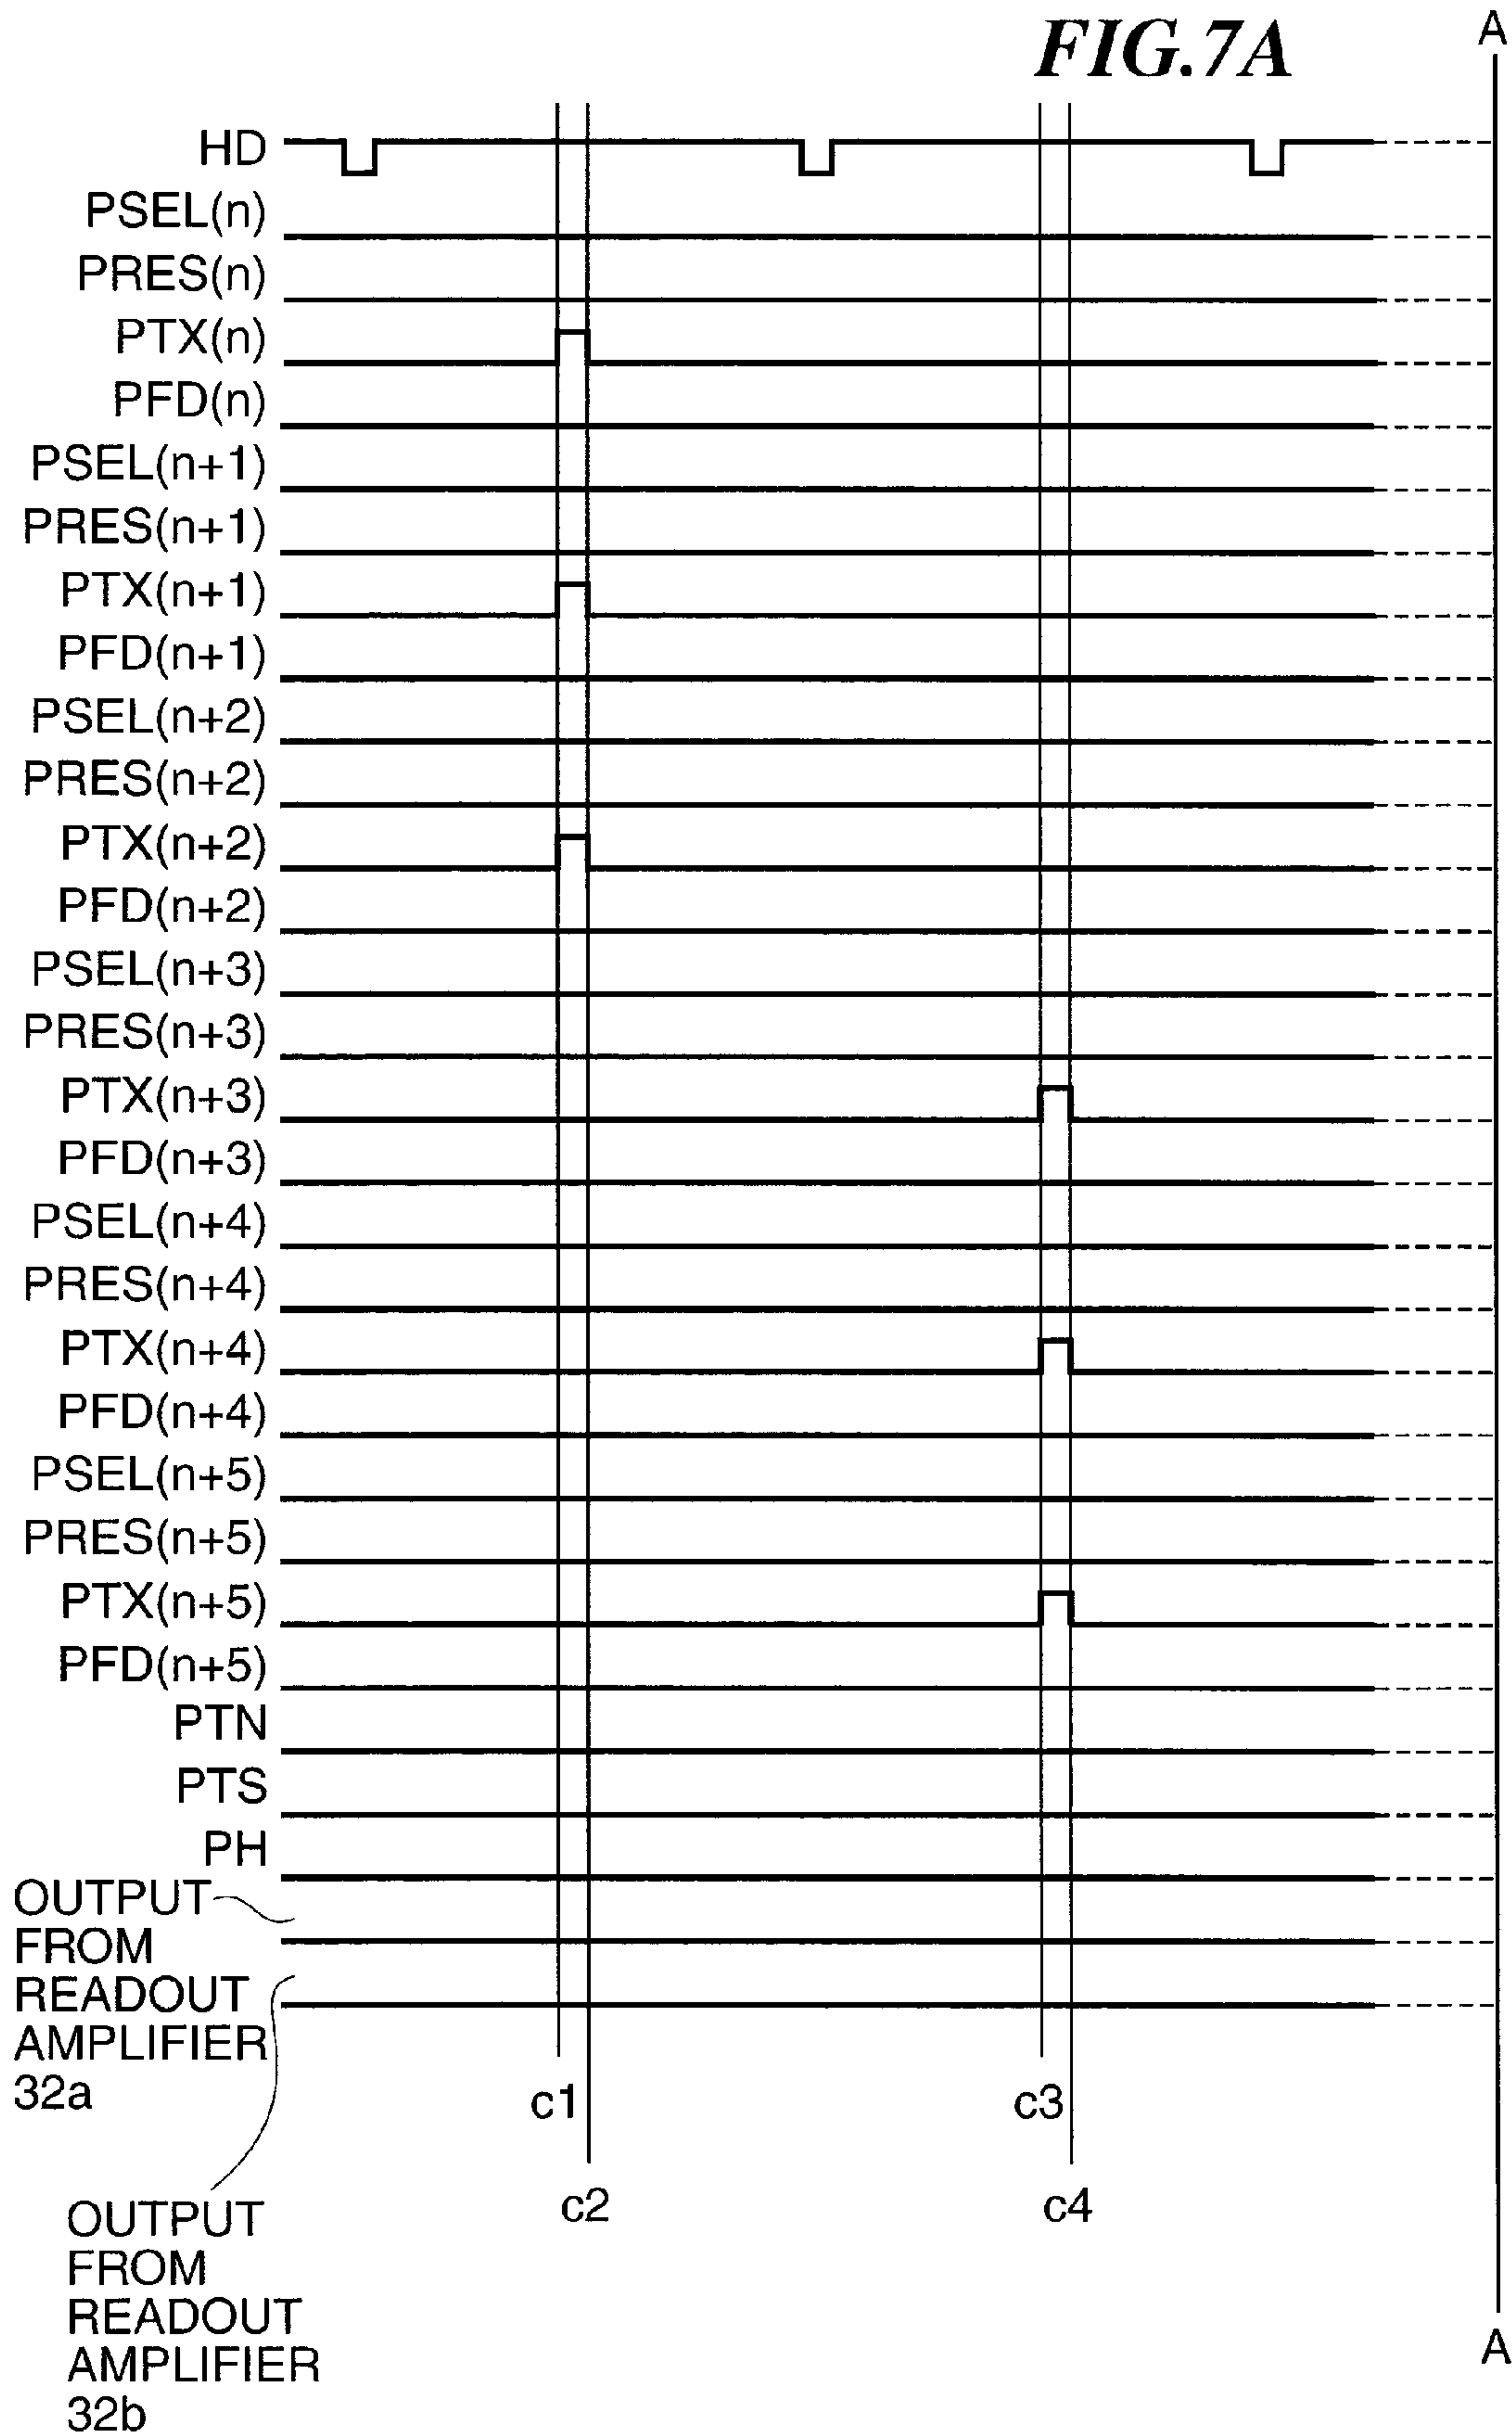 FIG.7A
A
HD
PSEL(n)
PRES(n)
PTX(n)
PFD(n)
PSEL(n+1)
PRES(n+1)
PTX(n+1)
PFD(n+1)
PSEL(n+2)
PRES(n+2)
PTX(n+2)
PFD(n+2)
PSEL(n+3)
PRES(n+3)
PTX(n+3)
PFD(n+3)
PSEL(n+4)
PRES(n+4)
PTX(n+4)
PFD(n+4)
PSEL(n+5)
PRES(n+5)
PTX(n+5)
PFD(n+5)
PTN
PTS
PH
OUTPUT
FROM
READOUT
AMPLIFIER
32a
c1
c3
c2
c4
OUTPUT
FROM
READOUT
AMPLIFIER
32b
A